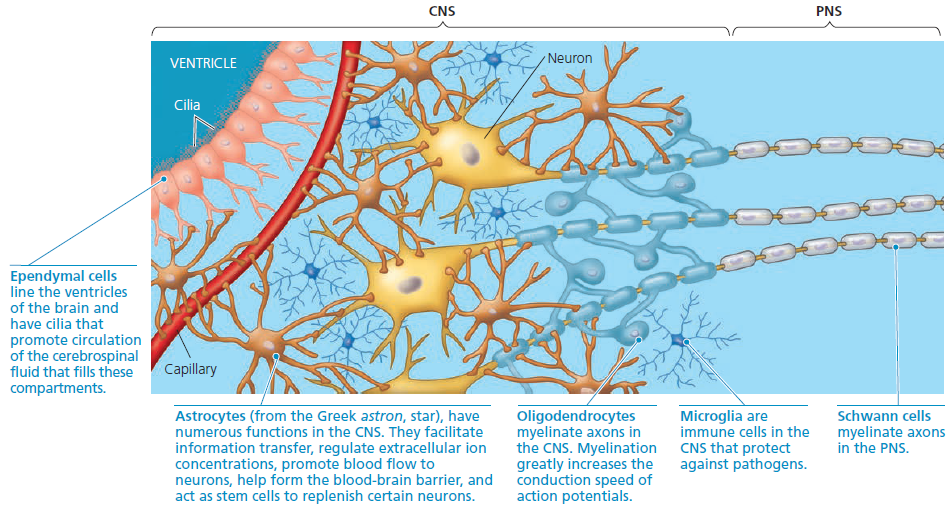 CNS
PNS
VENTRICLE
Cilia
Neuron
Capillary
Ependymal cells
line the ventricles
of the brain and
have cilia that
promote circulation
of the cerebrospinal
fluid that fills these
compartments.
Astrocytes (from the Greek astron, star), have
numerous functions in the CNS. They facilitate
information transfer, regulate extracellular ion
concentrations, promote blood flow to
neurons, help form the blood-brain barrier, and
act as stem cells to replenish certain neurons.
Oligodendrocytes
myelinate axons in
the CNS. Myelination
greatly increases the
conduction speed of
action potentials.
Microglia are
immune cells in the
CNS that protect
against pathogens.
Schwann cells
myelinate axons
in the PNS.